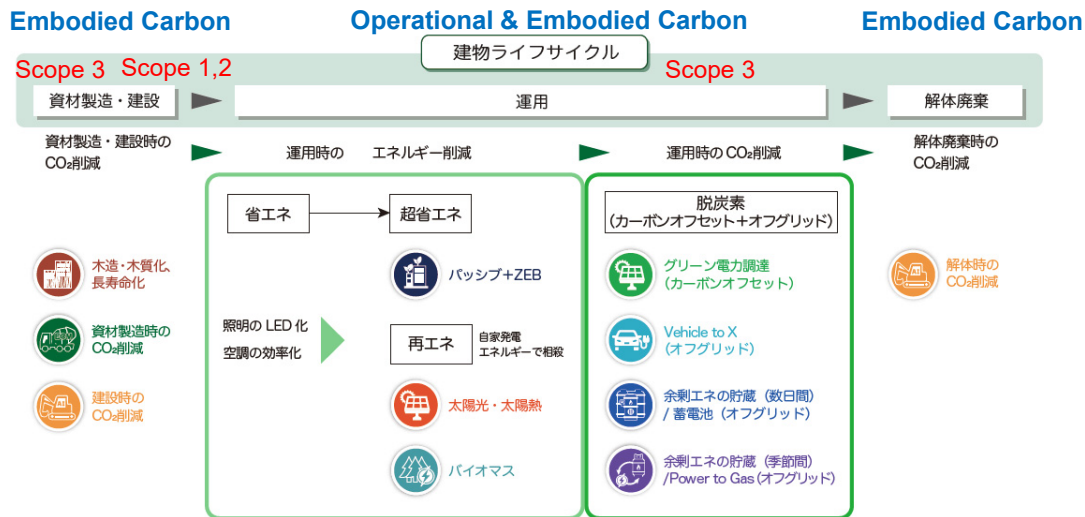 Embodied Carbon
Operational & Embodied Carbon
Embodied Carbon
建物ライフサイクル
Scope 3
Scope 1,2
Scope 3
資材製造・建設
運用
解体廃棄
資材製造・建設時の
CO₂削減
運用時の エネルギー削減
運用時の CO₂削減
解体廃棄時の
CO₂削減
省エネ
超省エネ
脱炭素
(カーボンオフセット+オフグリッド)
木造・木質化、
長寿命化
パッシブ+ZEB
グリーン電力調達
(カーボンオフセット)
解体時の
CO₂削減
資材製造時の
CO₂削減
照明の LED 化
空調の効率化
再エネ
自家発電
エネルギーで相殺
Vehicle to X
(オフグリッド)
建設時の
CO₂削減
太陽光・太陽熱
余剰エネの貯蔵(数日間)
/ 蓄電池(オフグリッド)
バイオマス
余剰エネの貯蔵(季節間)
/Power to Gas(オフグリッド)